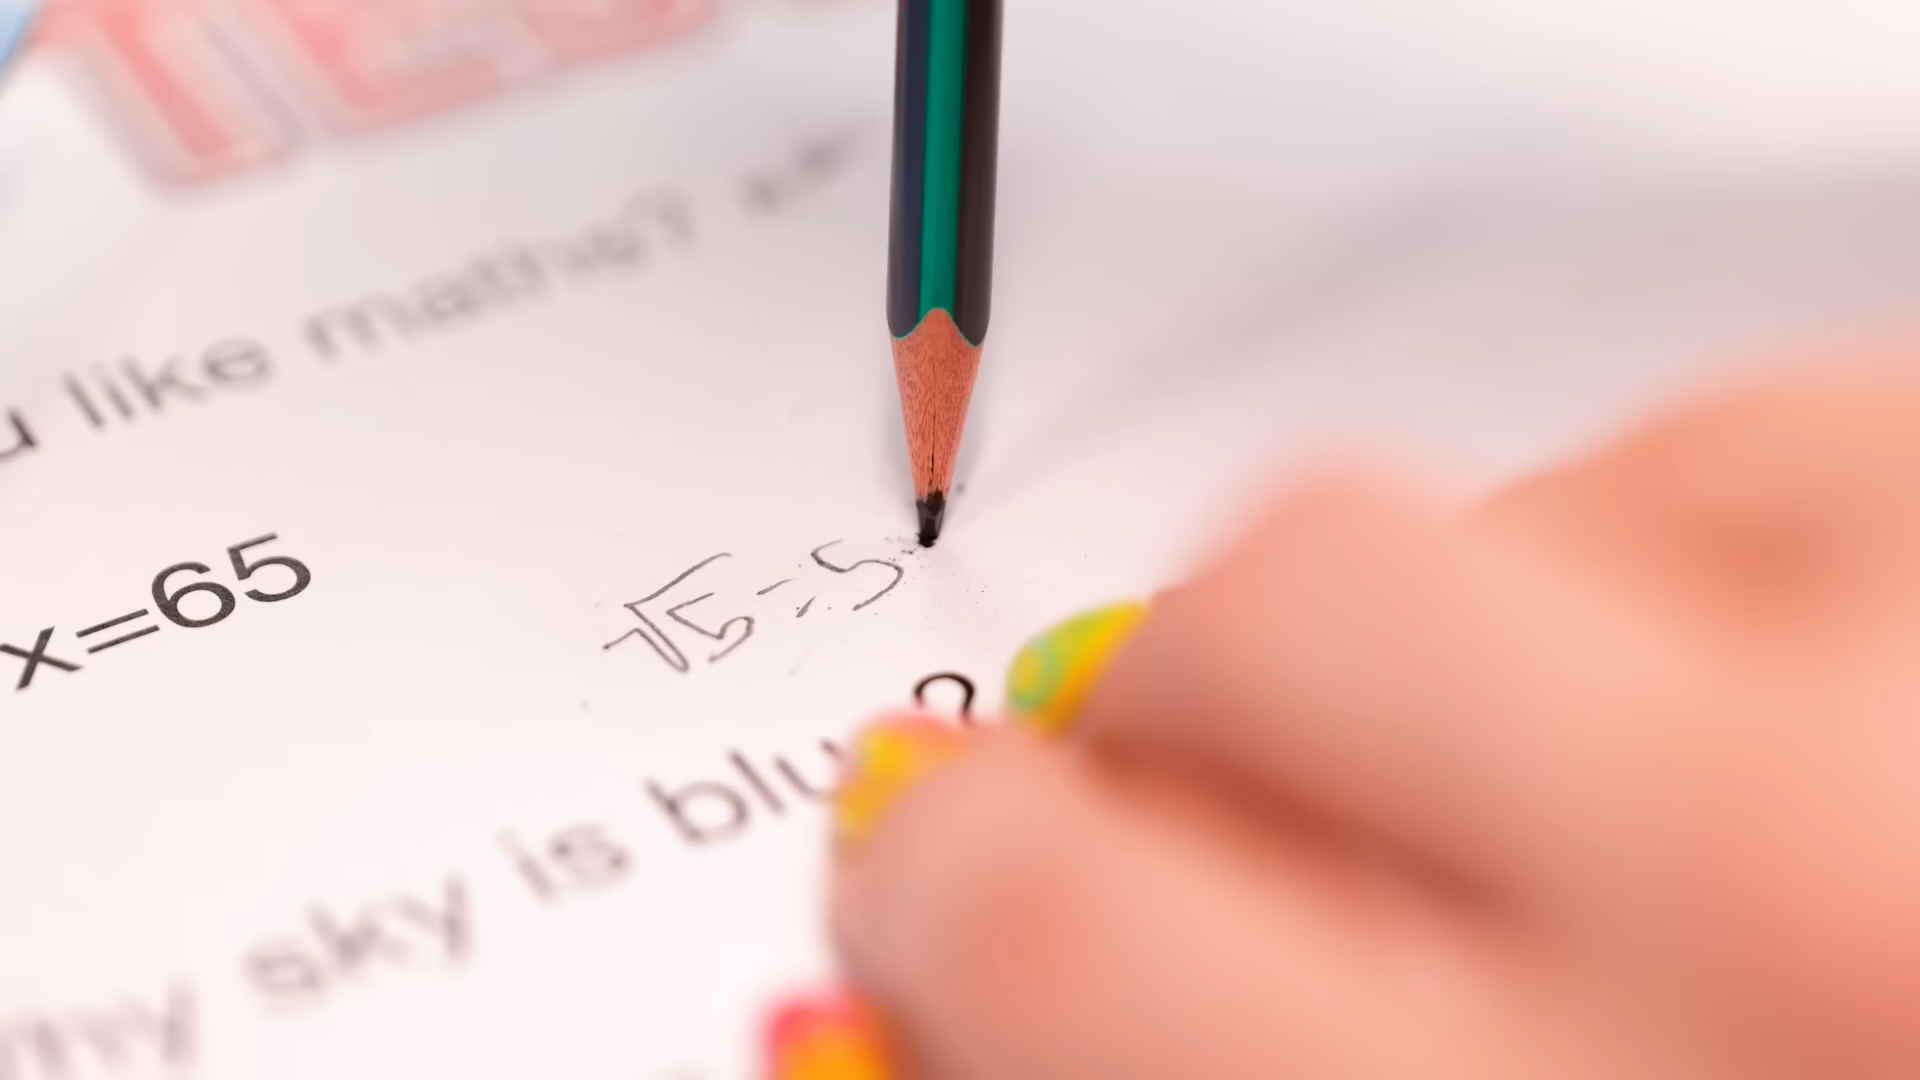 like maths?
x=65
√5 = 5
sky is blu ?